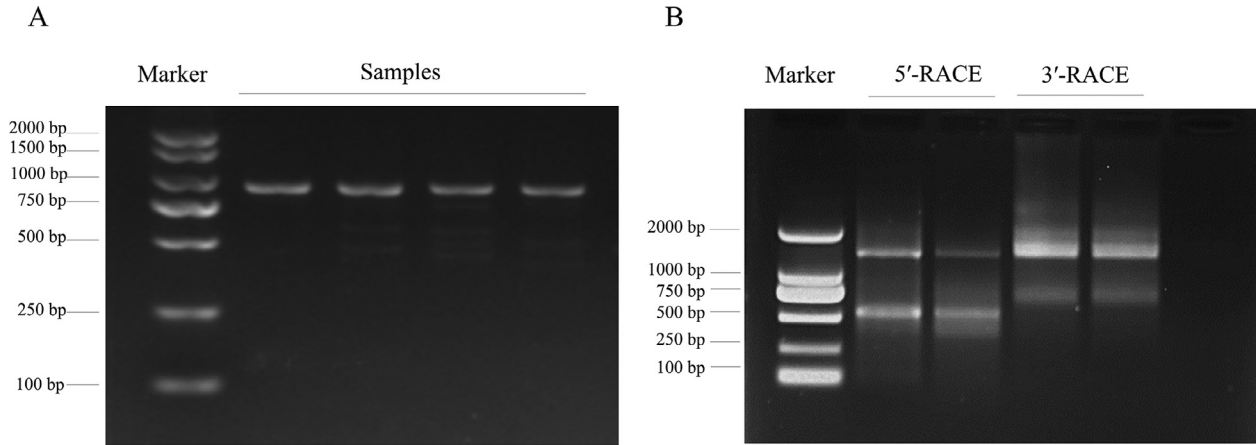 A
Marker
Samples
2000 bp
1500 bp
1000 bp
750 bp
500 bp
250 bp
100 bp
B
Marker
5′-RACE
3′-RACE
2000 bp
1000 bp
750 bp
500 bp
250 bp
100 bp